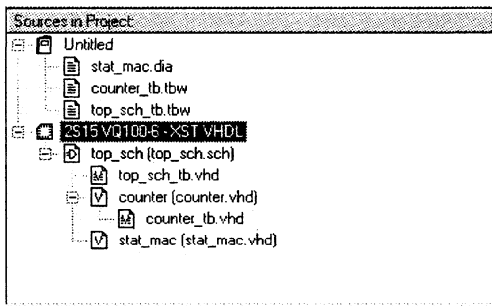 Sources in Project:
Untitled
stat_mac.dia
counter_tb.tbw
top_sch_tb.tbw
2S15 VQ100-6 - XST VHDL
top_sch (top_sch.sch)
top_sch_tb.vhd
counter (counter.vhd)
counter_tb.vhd
stat_mac (stat_mac.vhd)